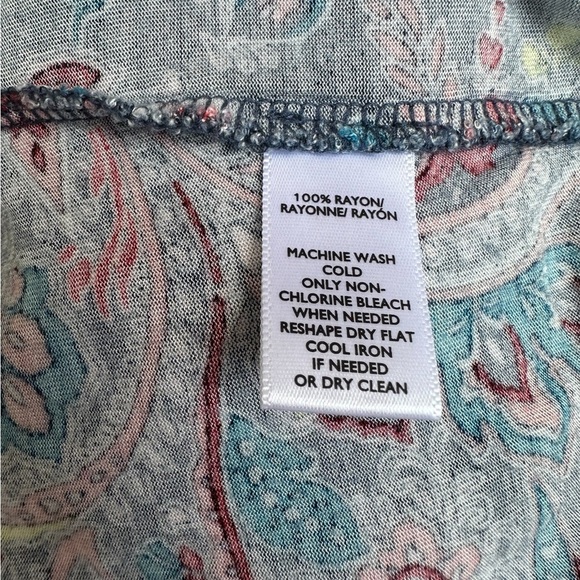 100% RAYON/
RAYONNE/ RAYÓN
MACHINE WASH
COLD
ONLY NON-
CHLORINE BLEACH
WHEN NEEDED
RESHAPE DRY FLAT
COOL IRON
IF NEEDED
OR DRY CLEAN